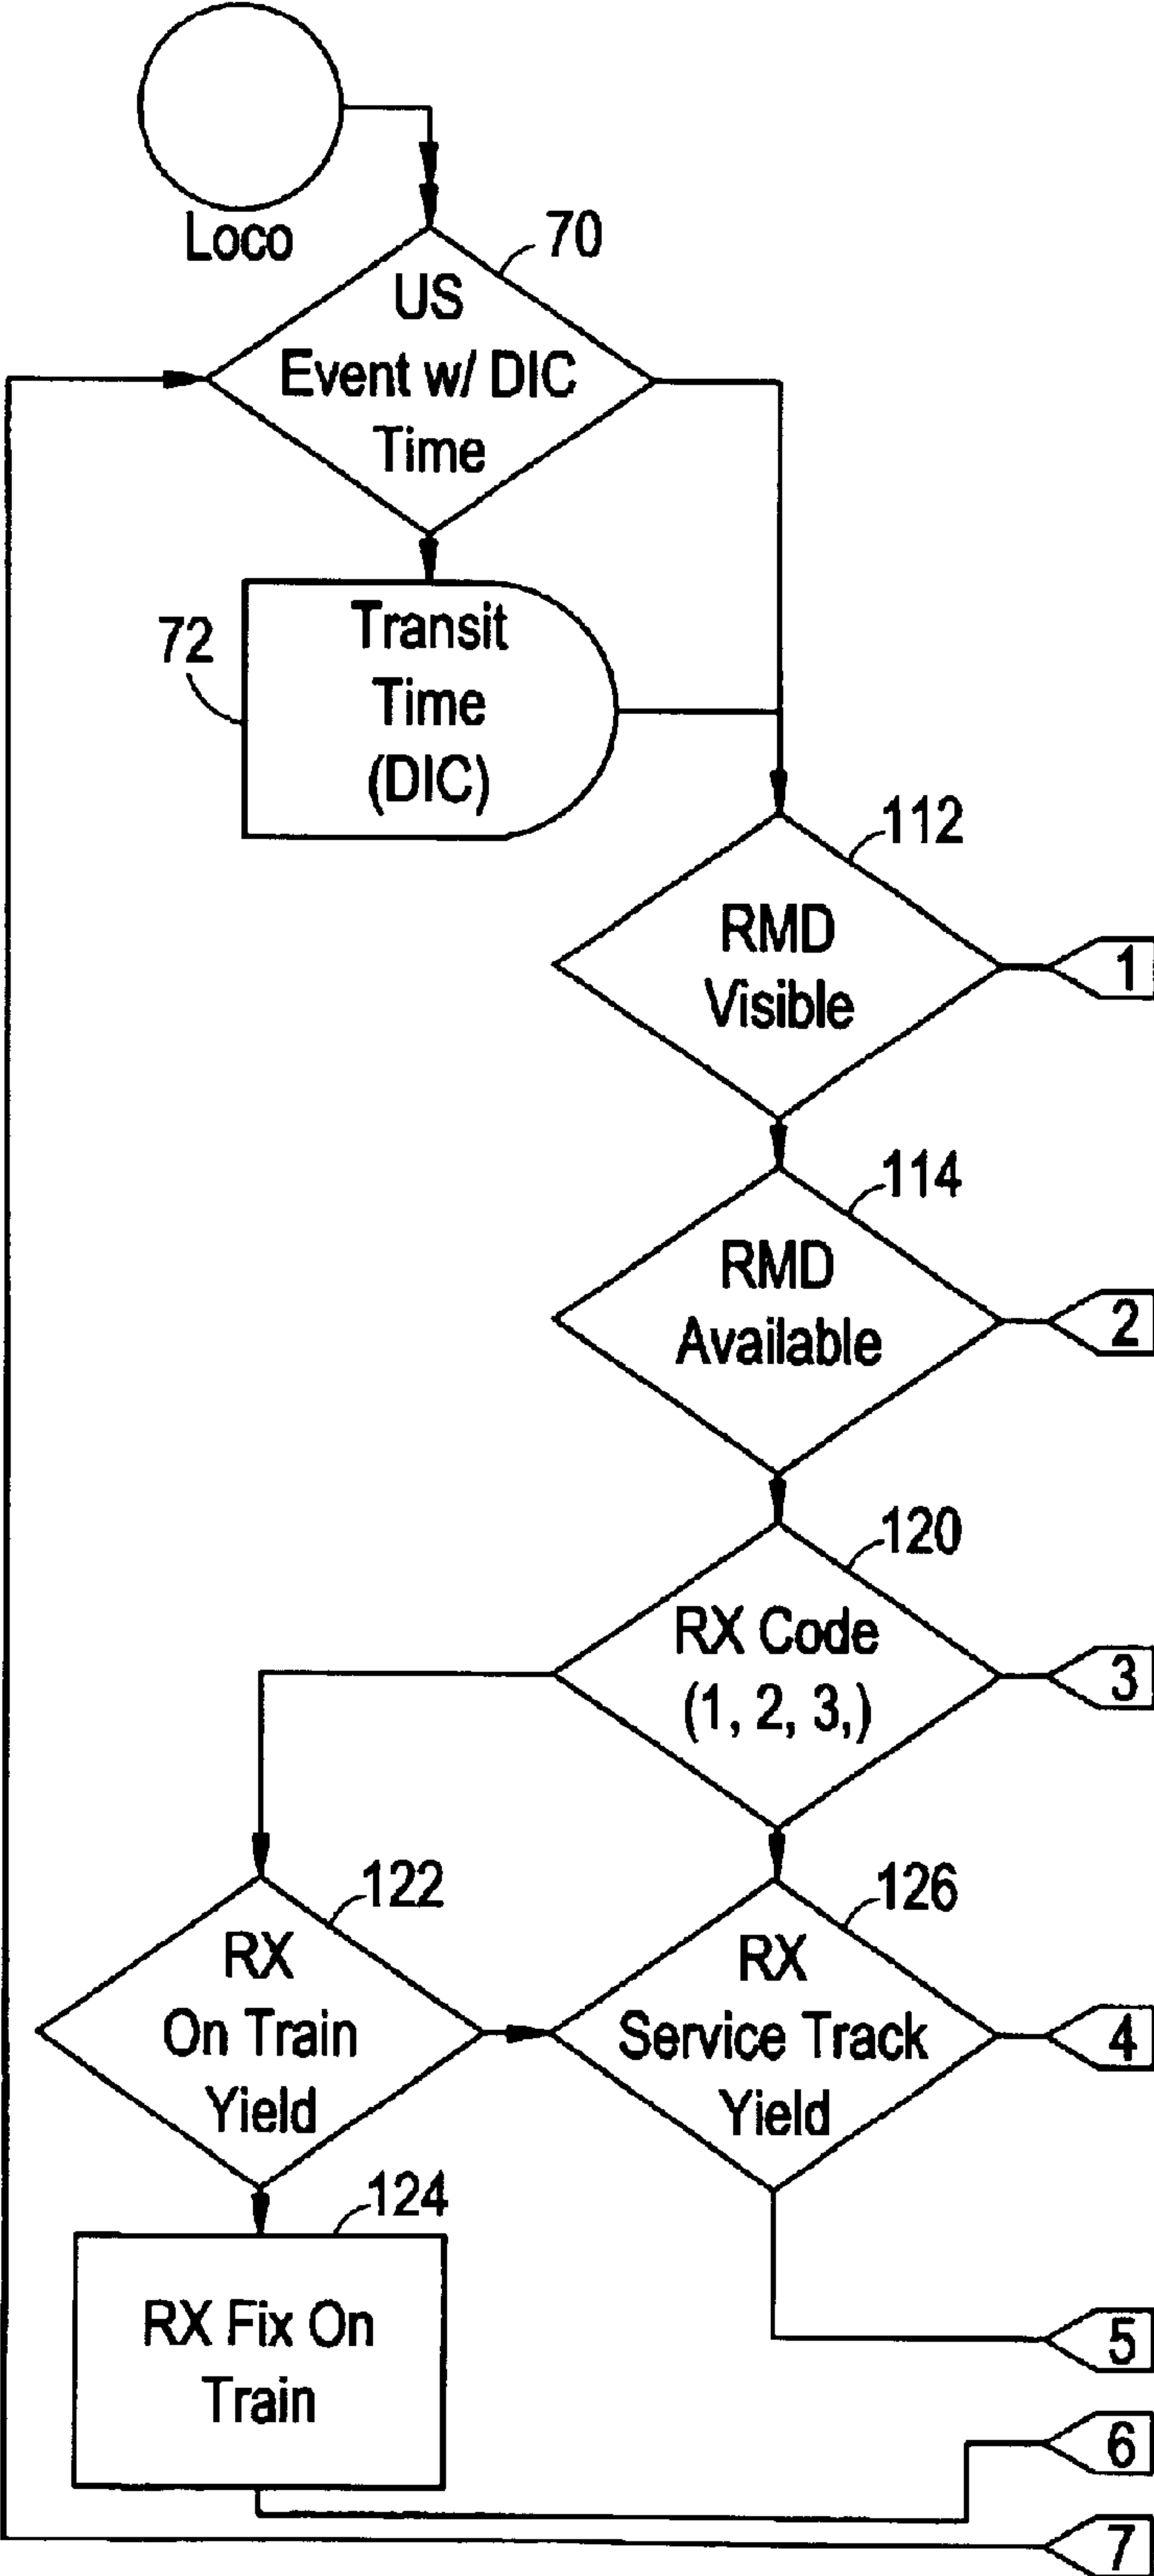 Loco
70
US
Event w/ DIC
Time
72
Transit
Time
(DIC)
112
RMD
Visible
1
114
RMD
Available
2
120
RX Code
(1, 2, 3,)
3
122
RX
On Train
Yield
126
RX
Service Track
Yield
4
124
RX Fix On
Train
5
6
7